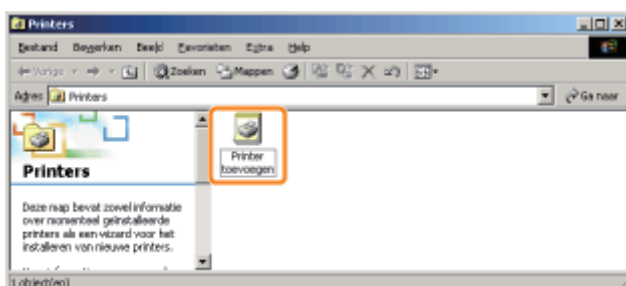 Printers
Bestand Bewerken Beeld Favorieten Extra Help
Vorige Zoeken Mappen
Adres Printers Ga naar
Printer
toevoegen
Printers
Deze map bevat zowel informatie
over momenteel geïnstalleerde
printers als een wizard voor het
installeren van nieuwe printers.
1 object(en)